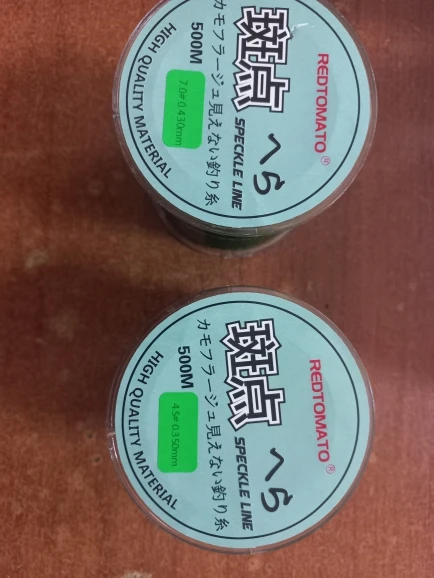 REDTOMATO®
へら
斑点
SPECKLE LINE
カモフラージュ見えない釣り糸
500M
7.0# 0.430mm
HIGH QUALITY MATERIAL
REDTOMATO®
へら
斑点
SPECKLE LINE
カモフラージュ見えない釣り糸
500M
4.5# 0.350mm
HIGH QUALITY MATERIAL